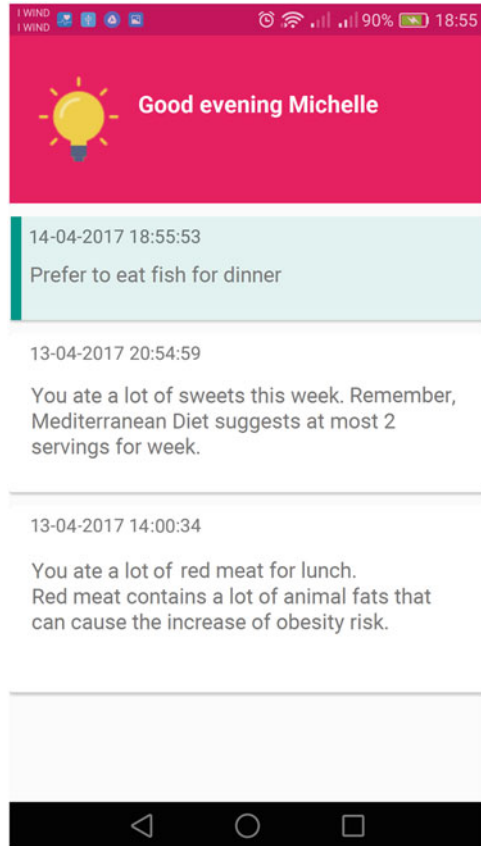 I WIND
I WIND
90% 18:55
Good evening Michelle
14-04-2017 18:55:53
Prefer to eat fish for dinner
13-04-2017 20:54:59
You ate a lot of sweets this week. Remember,
Mediterranean Diet suggests at most 2
servings for week.
13-04-2017 14:00:34
You ate a lot of red meat for lunch.
Red meat contains a lot of animal fats that
can cause the increase of obesity risk.